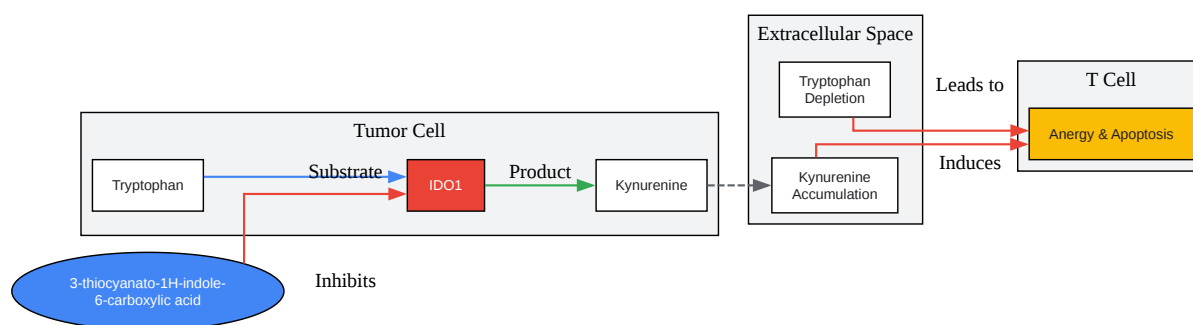 Extracellular Space
Tryptophan
Depletion
Leads to
T Cell
Anergy & Apoptosis
Tumor Cell
Tryptophan
Substrate
IDO1
Product
Kynurenine
Kynurenine
Accumulation
Induces
3-thiocyanato-1H-indole-
6-carboxylic acid
Inhibits